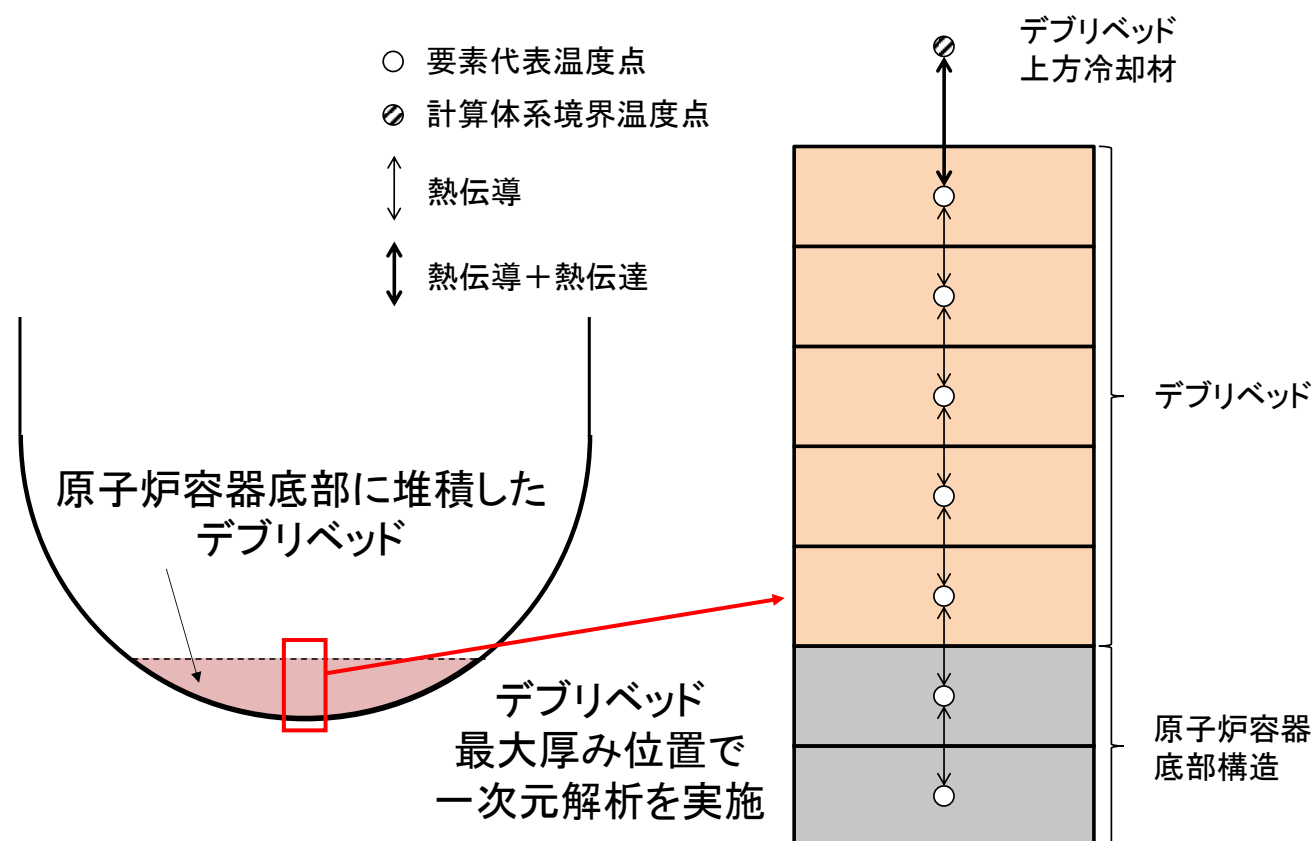 要素代表温度点
計算体系境界温度点
熱伝導
熱伝導＋熱伝達
原子炉容器底部に堆積した
デブリベッド
デブリベッド
最大厚み位置で
一次元解析を実施
デブリベッド
上方冷却材
デブリベッド
原子炉容器
底部構造